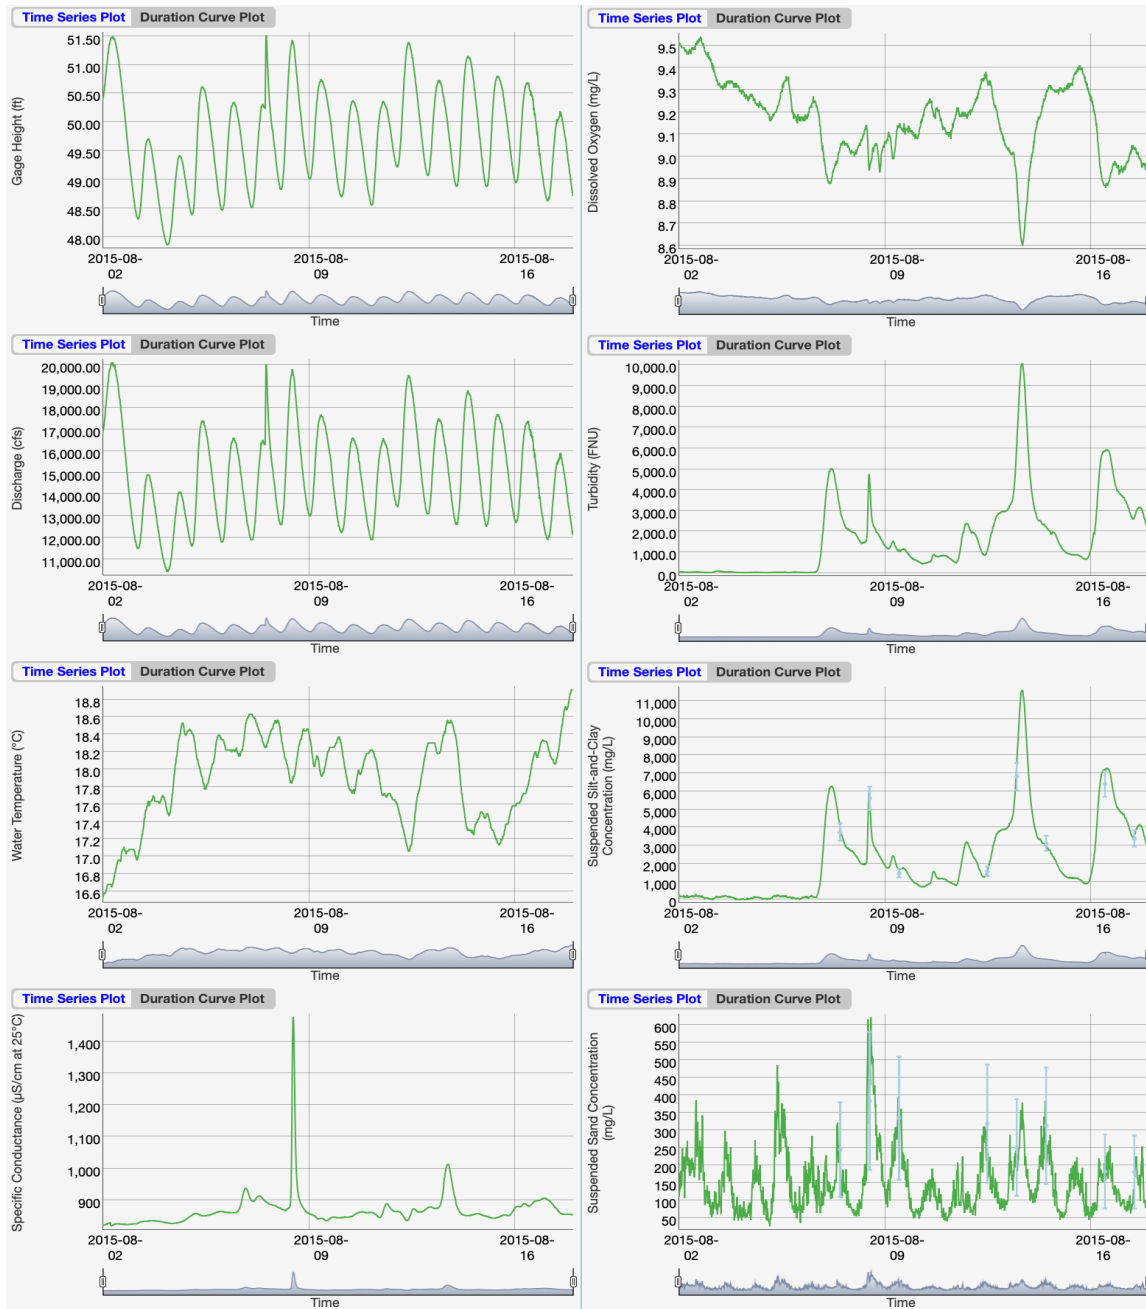 Time Series Plot Duration Curve Plot
Gage Height (ft)
51.50
51.00
50.50
50.00
49.50
49.00
48.50
48.00
2015-08-02 2015-08-09 2015-08-16
Time
Time Series Plot Duration Curve Plot
Dissolved Oxygen (mg/L)
9.5
9.4
9.3
9.2
9.1
9.0
8.9
8.8
8.7
8.6
2015-08-02 2015-08-09 2015-08-16
Time
Time Series Plot Duration Curve Plot
Discharge (cfs)
20,000.00
19,000.00
18,000.00
17,000.00
16,000.00
15,000.00
14,000.00
13,000.00
12,000.00
11,000.00
2015-08-02 2015-08-09 2015-08-16
Time
Time Series Plot Duration Curve Plot
Turbidity (FNU)
10,000.0
9,000.0
8,000.0
7,000.0
6,000.0
5,000.0
4,000.0
3,000.0
2,000.0
1,000.0
0.0
2015-08-02 2015-08-09 2015-08-16
Time
Time Series Plot Duration Curve Plot
Water Temperature (°C)
18.8
18.6
18.4
18.2
18.0
17.8
17.6
17.4
17.2
17.0
16.8
16.6
2015-08-02 2015-08-09 2015-08-16
Time
Time Series Plot Duration Curve Plot
Suspended Silt-and-Clay
Concentration (mg/L)
11,000
10,000
9,000
8,000
7,000
6,000
5,000
4,000
3,000
2,000
1,000
0
2015-08-02 2015-08-09 2015-08-16
Time
Time Series Plot Duration Curve Plot
Specific Conductance (µS/cm at 25°C)
1,400
1,300
1,200
1,100
1,000
900
2015-08-02 2015-08-09 2015-08-16
Time
Time Series Plot Duration Curve Plot
Suspended Sand Concentration
(mg/L)
600
550
500
450
400
350
300
250
200
150
100
50
2015-08-02 2015-08-09 2015-08-16
Time